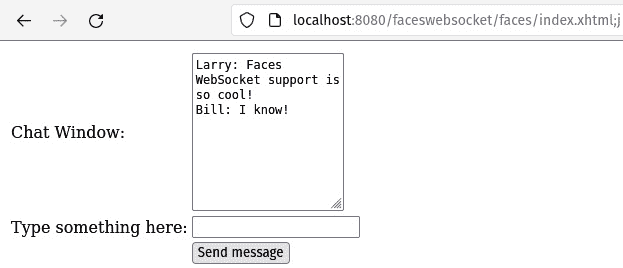 localhost:8080/faceswebsocket/faces/index.xhtml;j
Larry: Faces
WebSocket support is
so cool!
Bill: I know!
Chat Window:
Type something here:
Send message